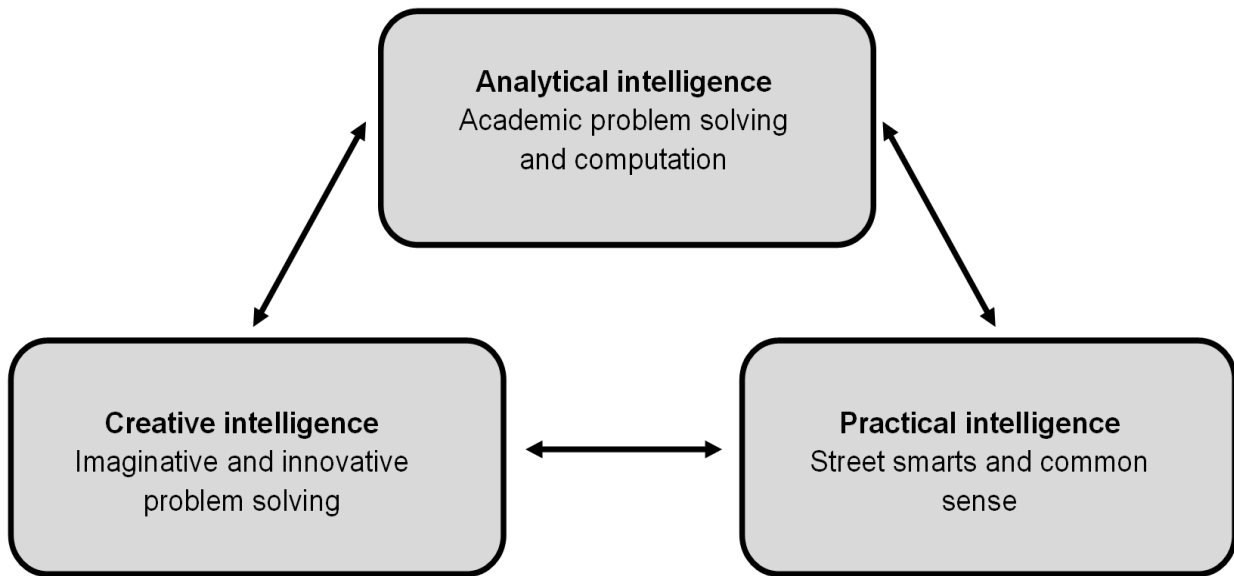 Analytical intelligence
Academic problem solving
and computation
Creative intelligence
Imaginative and innovative
problem solving
Practical intelligence
Street smarts and common
sense